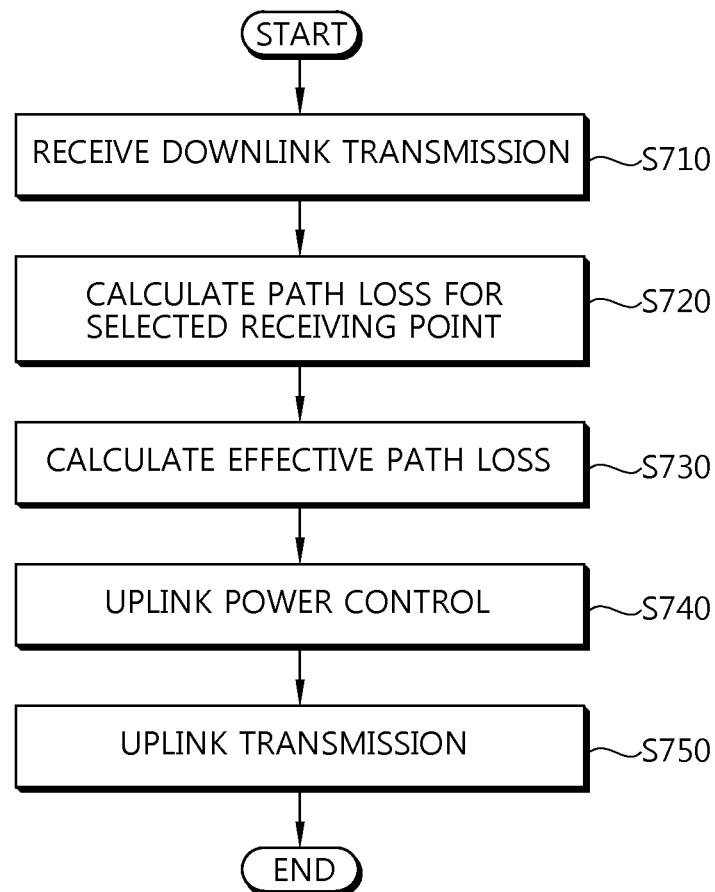 START
RECEIVE DOWNLINK TRANSMISSION
S710
CALCULATE PATH LOSS FOR
SELECTED RECEIVING POINT
S720
CALCULATE EFFECTIVE PATH LOSS
S730
UPLINK POWER CONTROL
S740
UPLINK TRANSMISSION
S750
END